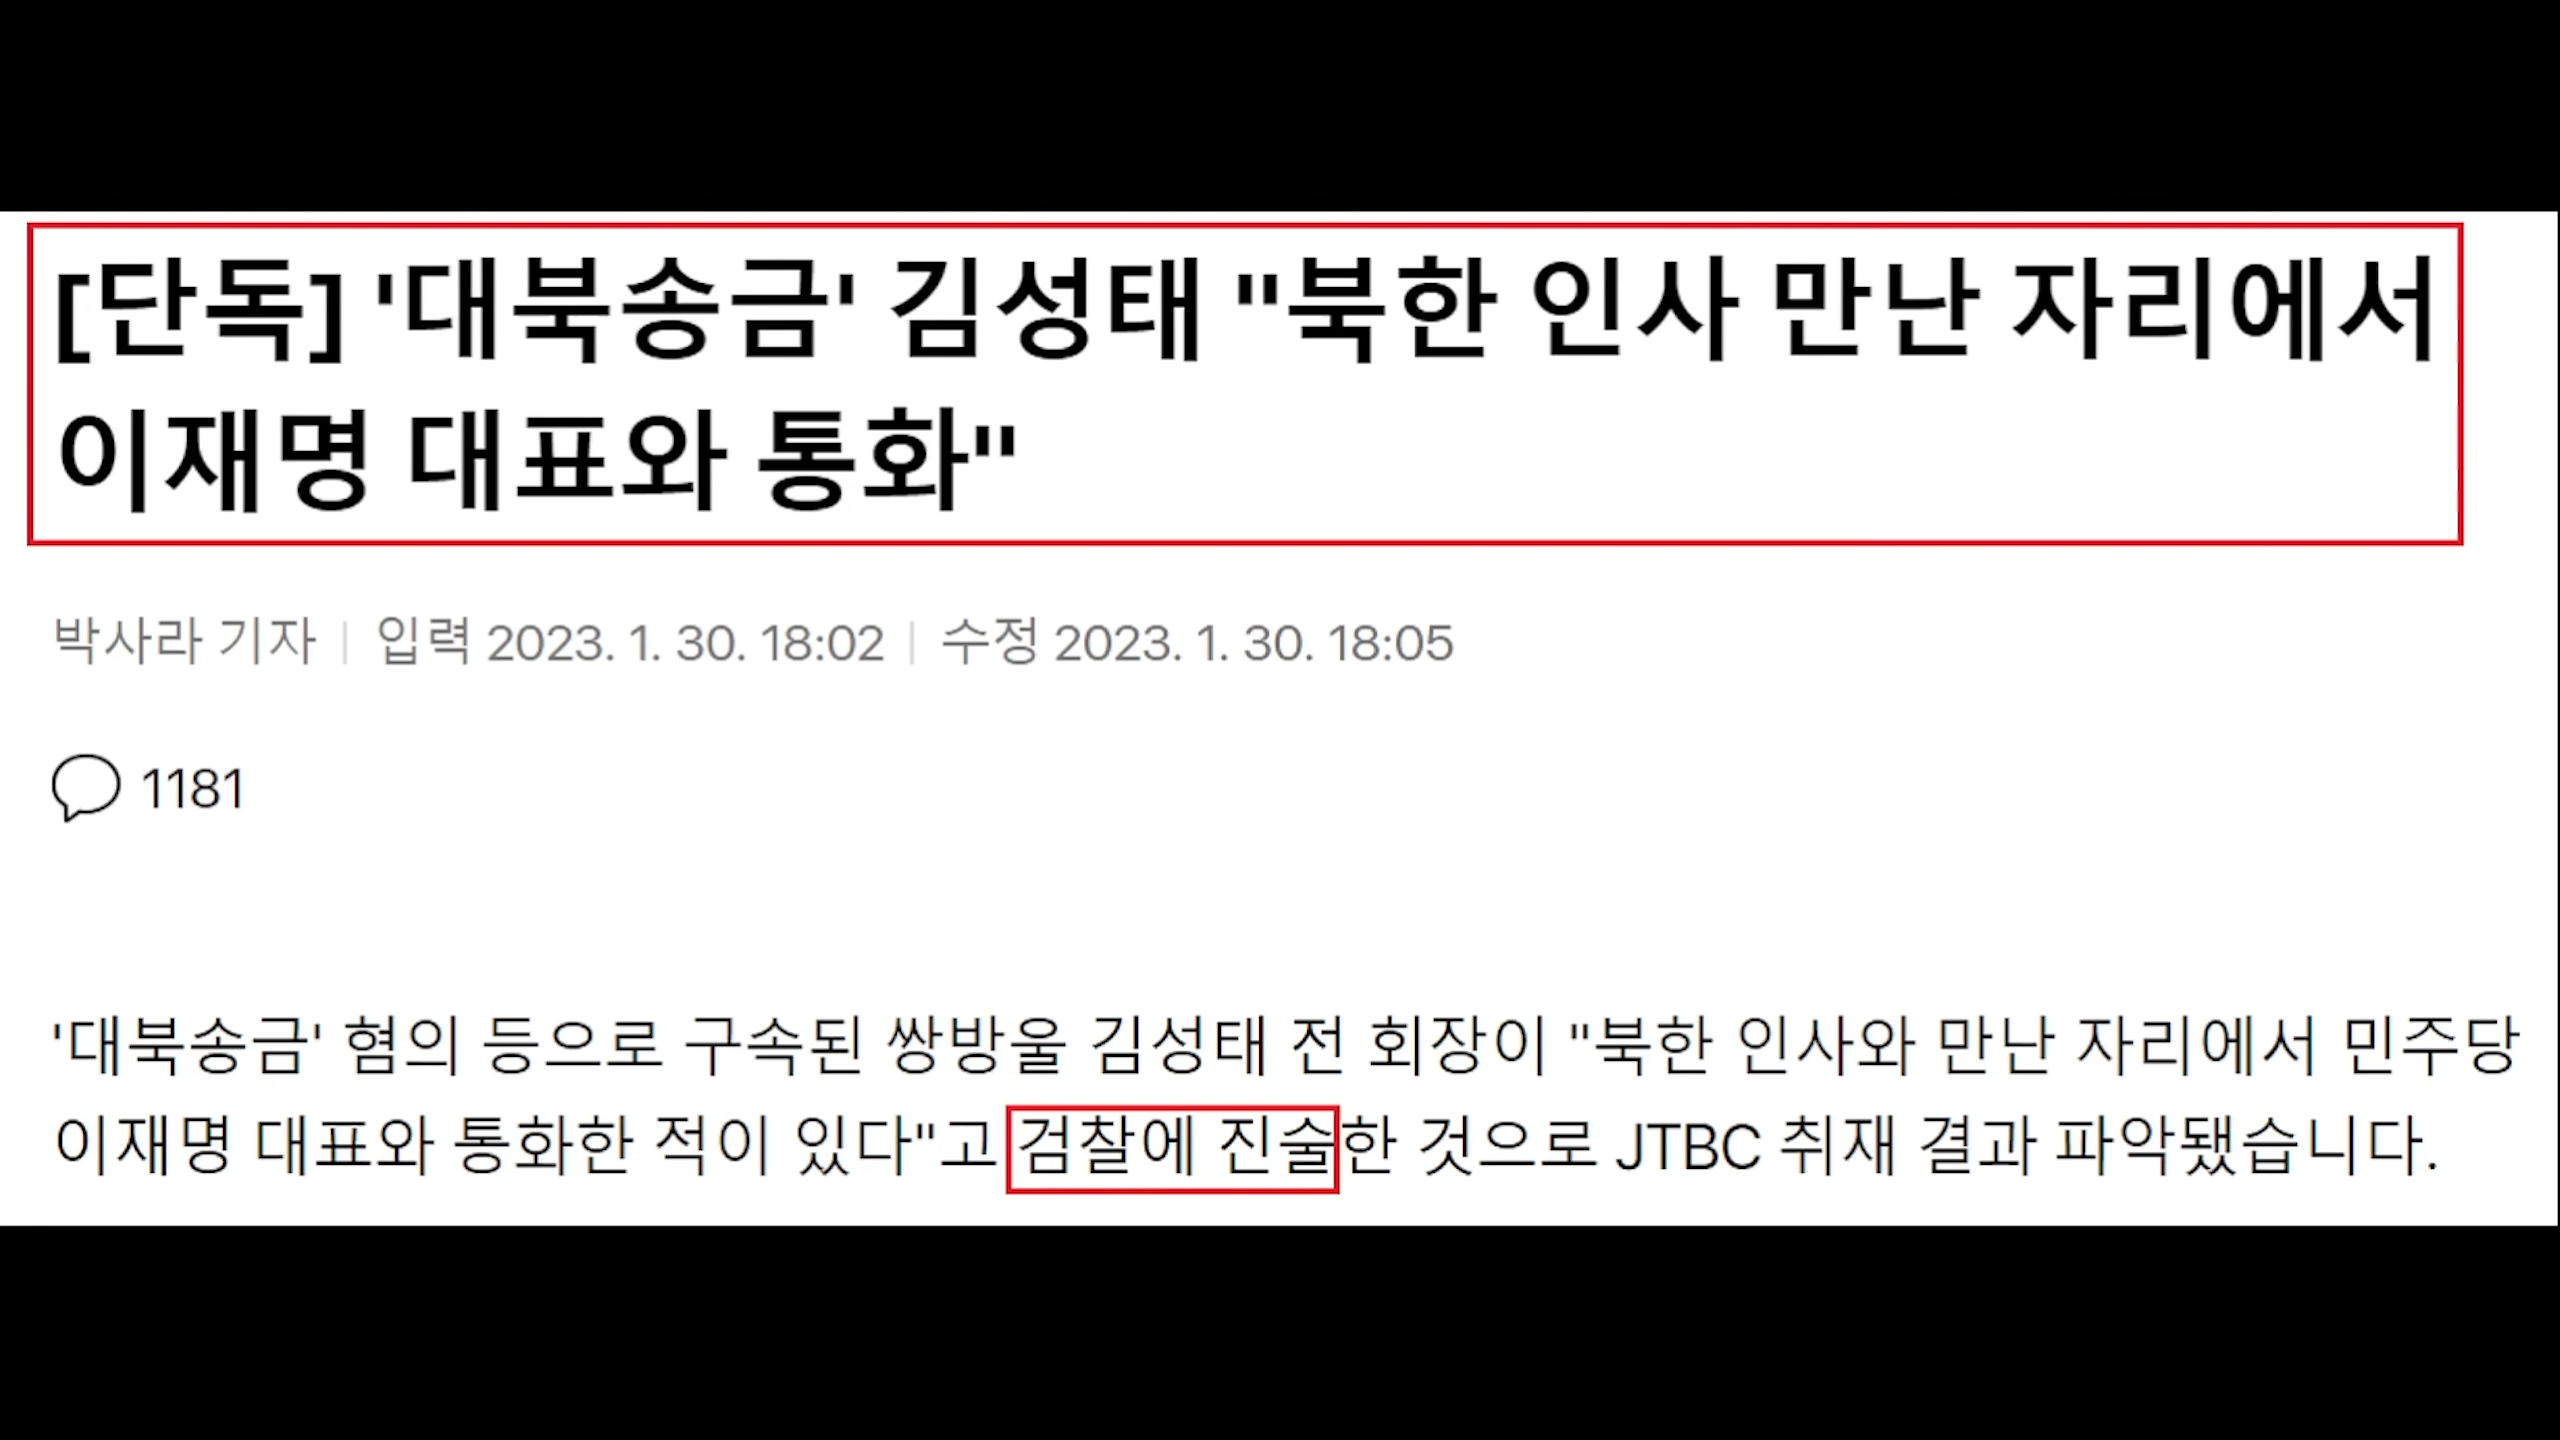 [단독] '대북송금' 김성태 "북한 인사 만난 자리에서
이재명 대표와 통화"
박사라 기자 | 입력 2023. 1. 30. 18:02 | 수정 2023. 1. 30. 18:05
1181
'대북송금' 혐의 등으로 구속된 쌍방울 김성태 전 회장이 "북한 인사와 만난 자리에서 민주당
이재명 대표와 통화한 적이 있다"고 검찰에 진술한 것으로 JTBC 취재 결과 파악됐습니다.